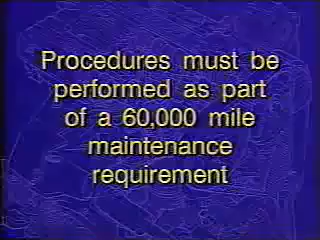 Procedures must be
performed as part
of a 60,000 mile
maintenance
requirement